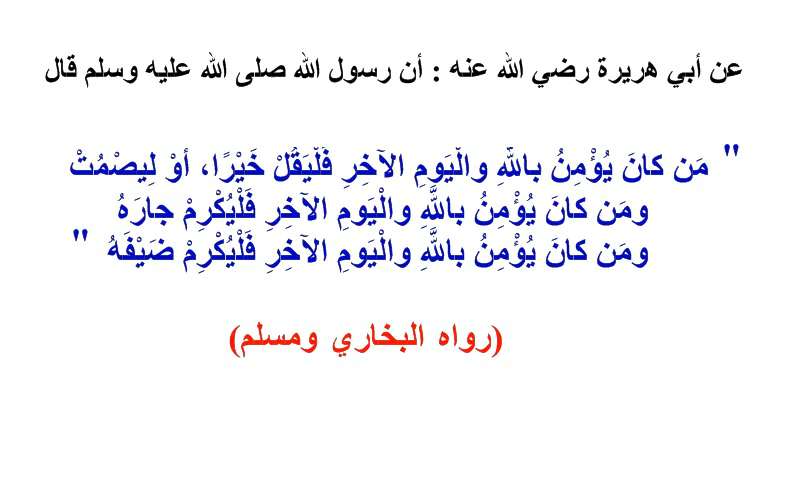 عن أبي هريرة رضي الله عنه : أن رسول الله صلى الله عليه وسلم قال
" مَن كانَ يُؤْمِنُ باللَّهِ والْيَومِ الآخِرِ فَلْيَقُلْ خَيْرًا، أوْ لِيصْمُتْ
ومَن كانَ يُؤْمِنُ باللَّهِ والْيَومِ الآخِرِ فَلْيُكْرِمْ جارَهُ
ومَن كانَ يُؤْمِنُ باللَّهِ والْيَومِ الآخِرِ فَلْيُكْرِمْ ضَيْفَهُ "
(رواه البخاري ومسلم)